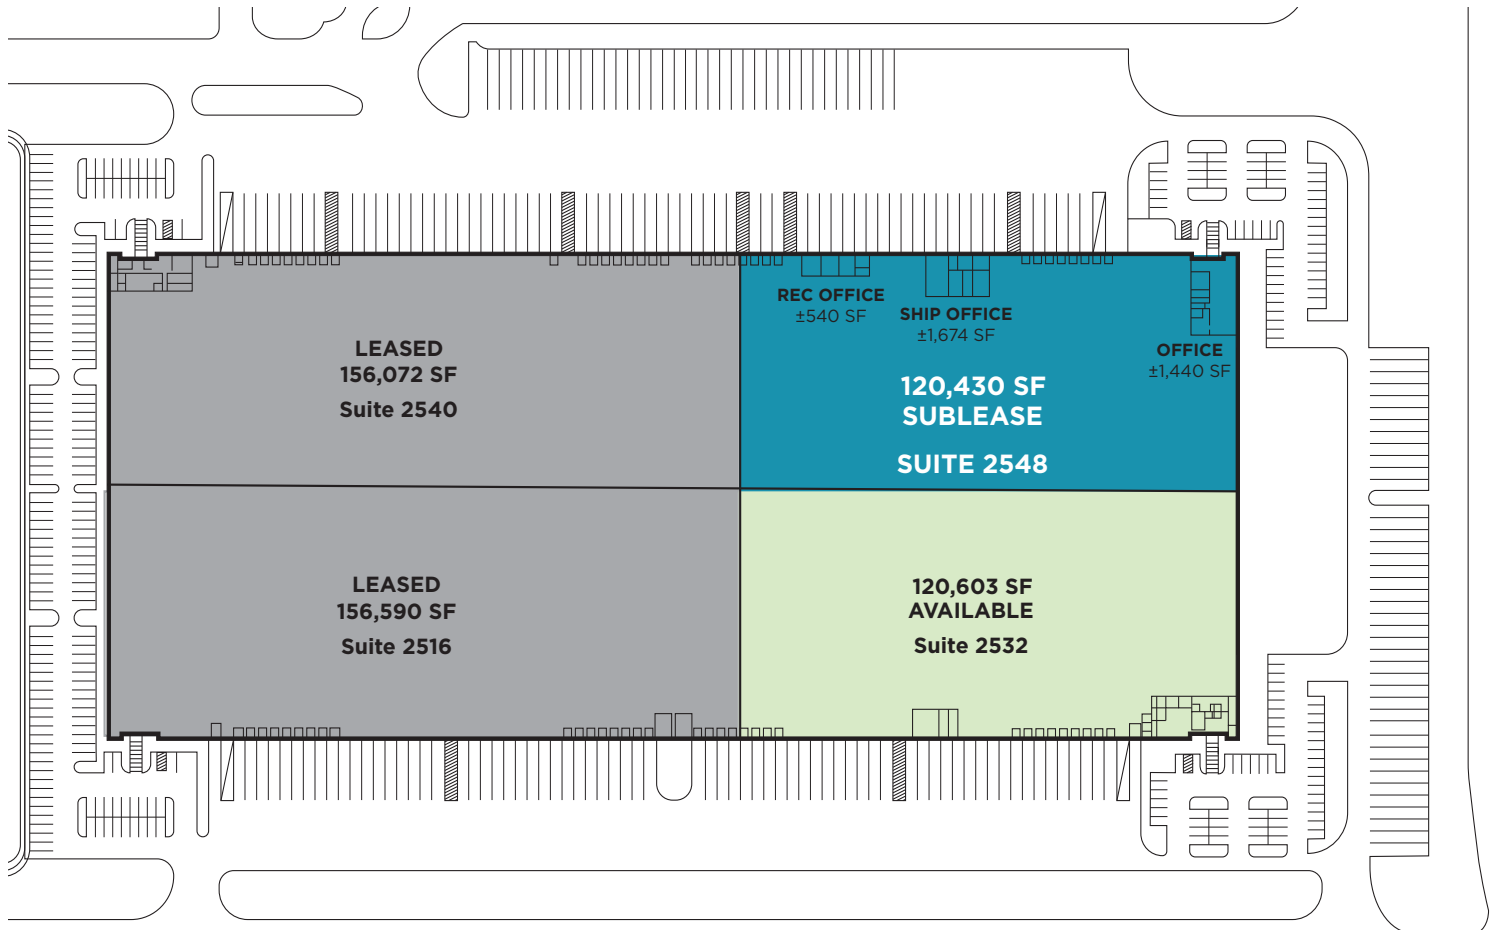 REC OFFICE
±540 SF
SHIP OFFICE
±1,674 SF
OFFICE
±1,440 SF
LEASED
156,072 SF
Suite 2540
120,430 SF
SUBLEASE
SUITE 2548
LEASED
156,590 SF
Suite 2516
120,603 SF
AVAILABLE
Suite 2532